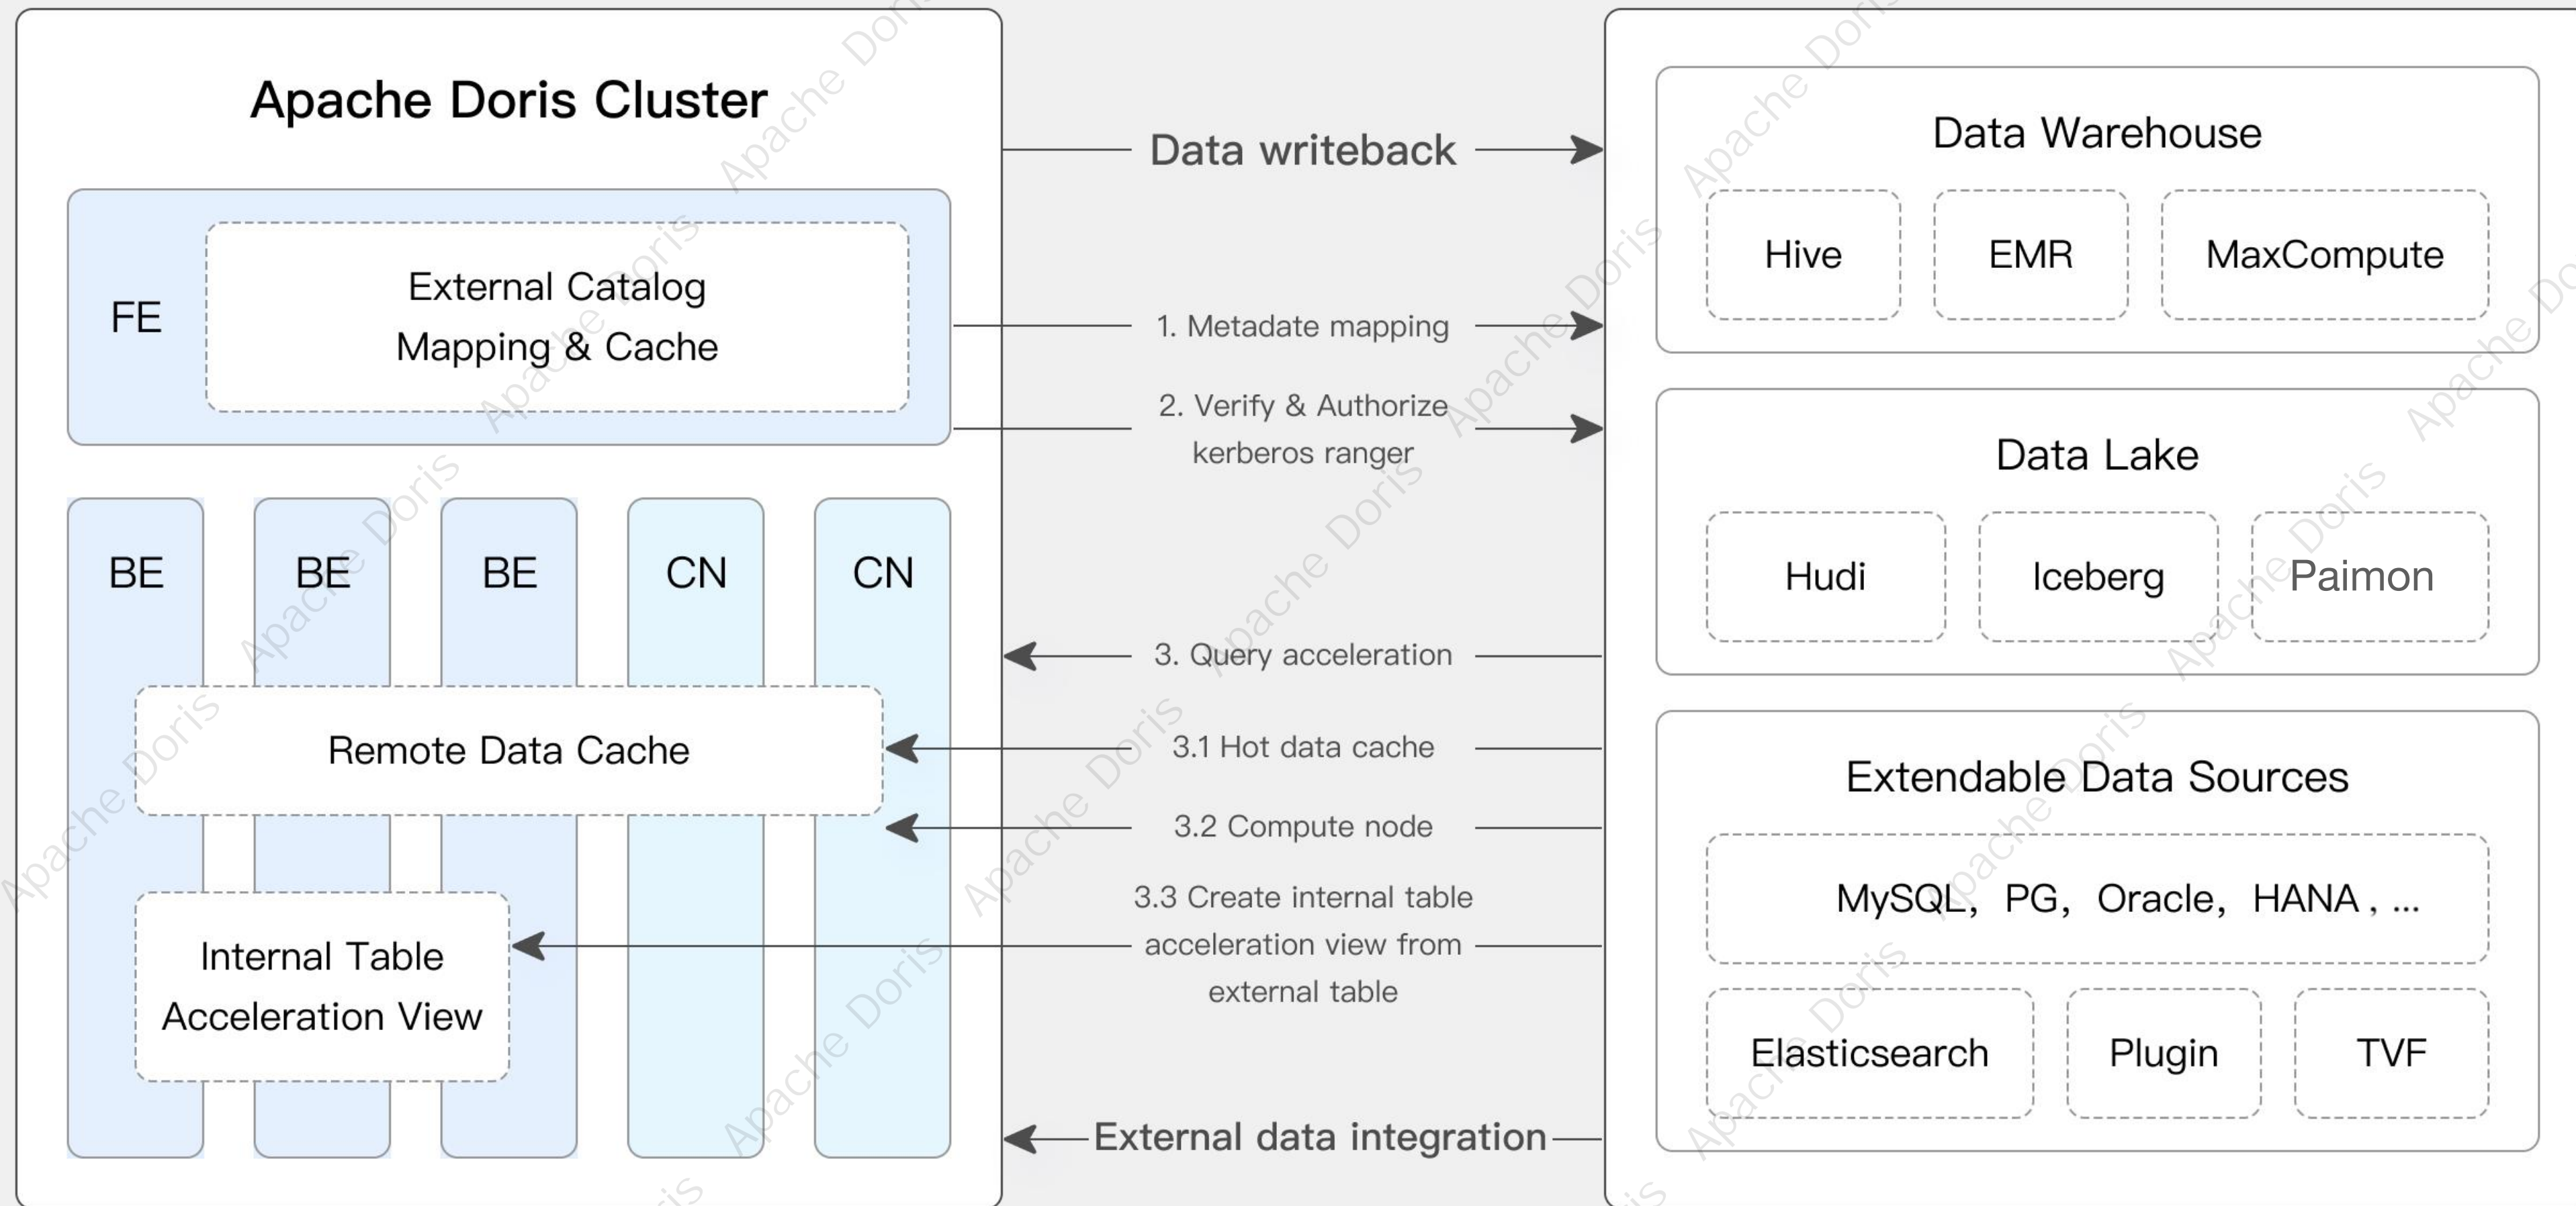 Apache Doris Cluster
FE
External Catalog
Mapping & Cache
BE
BE
BE
CN
CN
Remote Data Cache
Internal Table
Acceleration View
Data writeback
1. Metadate mapping
2. Verify & Authorize
kerberos ranger
3. Query acceleration
3.1 Hot data cache
3.2 Compute node
3.3 Create internal table
acceleration view from
external table
External data integration
Data Warehouse
Hive
EMR
MaxCompute
Data Lake
Hudi
Iceberg
Paimon
Extendable Data Sources
MySQL, PG, Oracle, HANA , ...
Elasticsearch
Plugin
TVF
Apache Doris